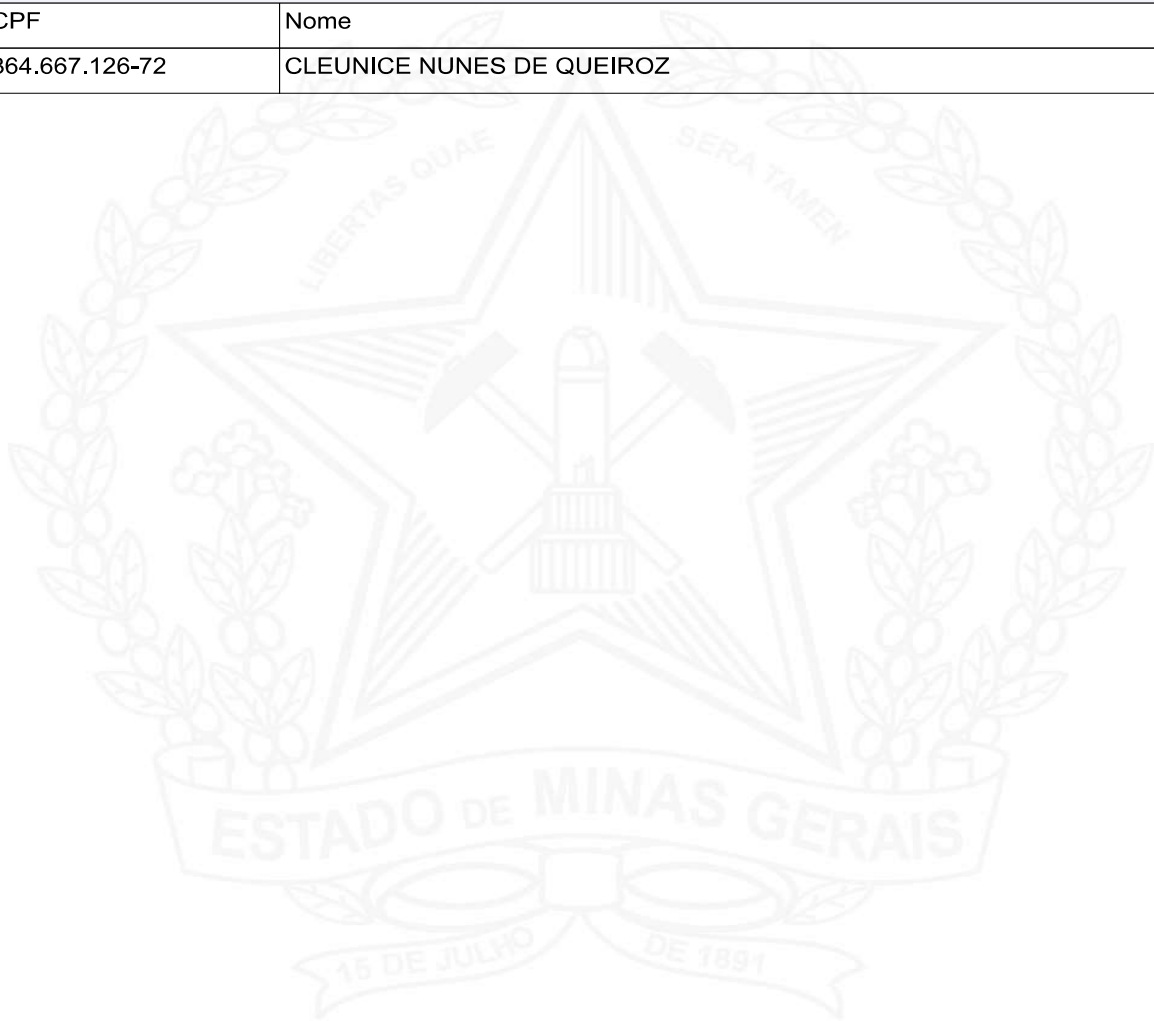 CPF Nome
364.667.126-72 CLEUNICE NUNES DE QUEIROZ
LIBERTAS QUAE SERA TAMEN
ESTADO DE MINAS GERAIS
15 DE JULHO DE 1891